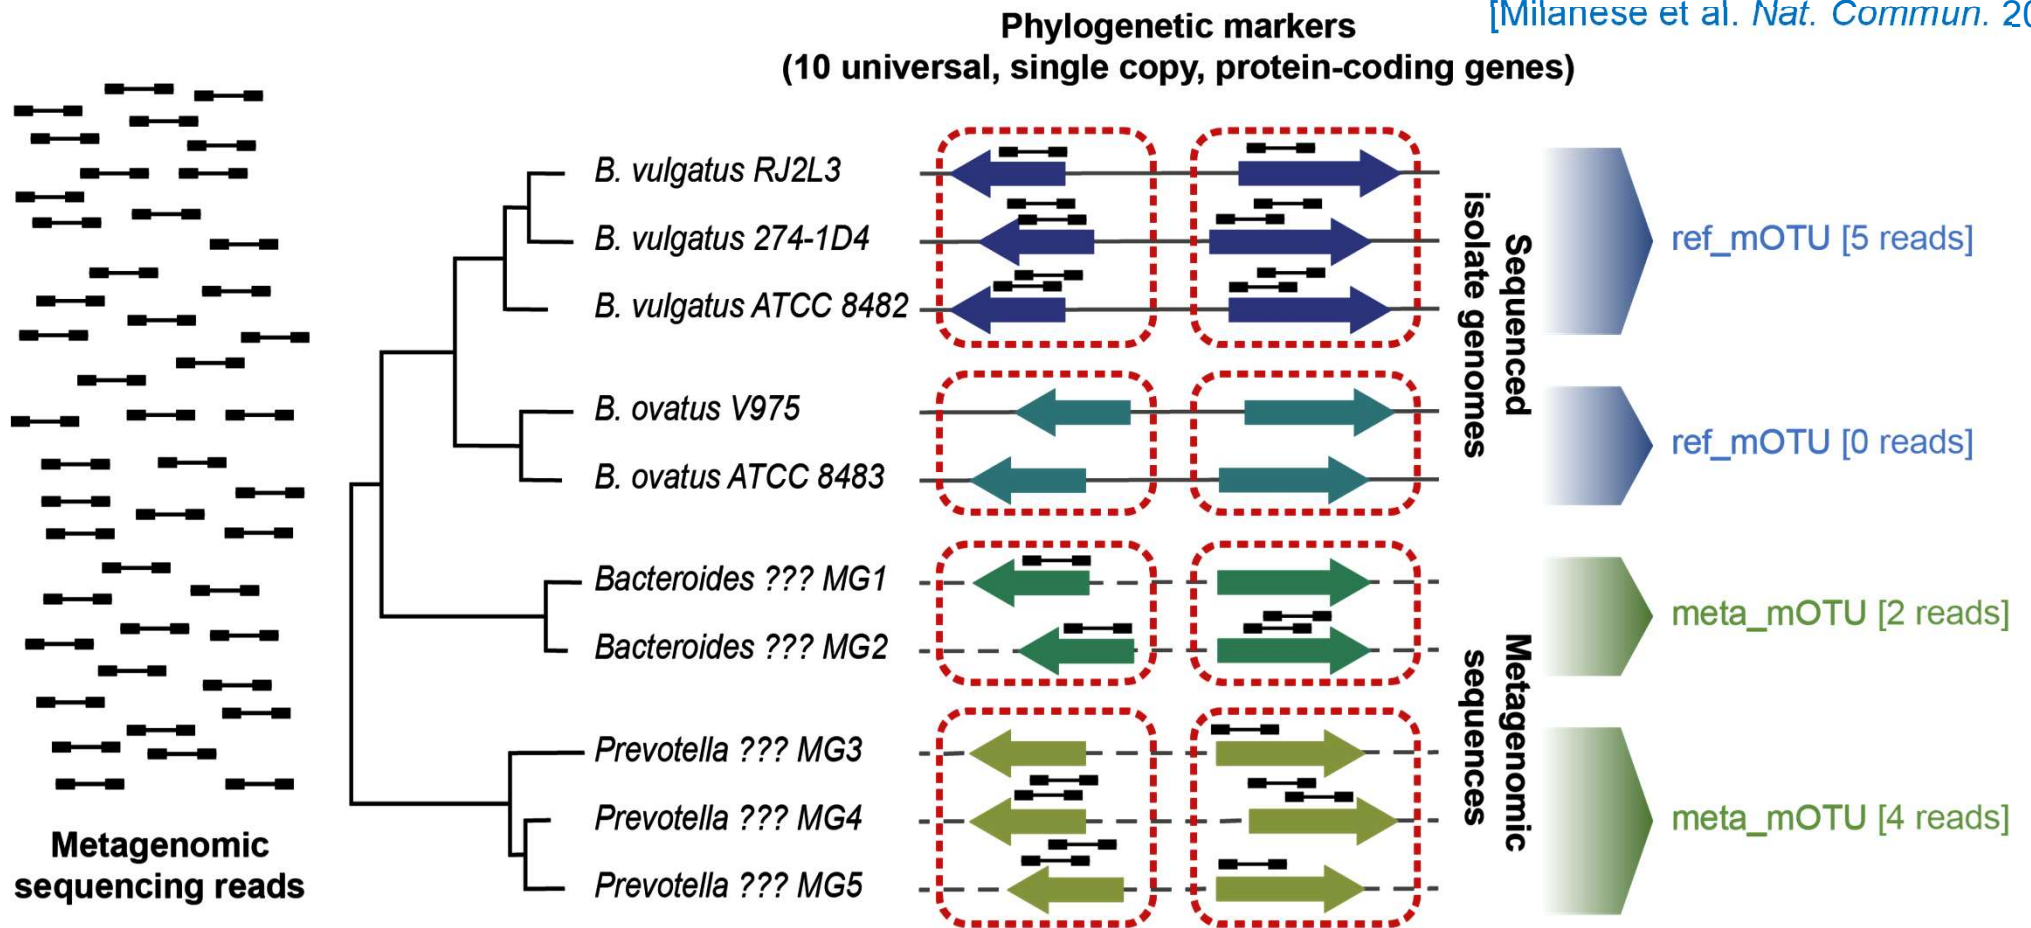 [Milanese et al. Nat. Commun. 20
Phylogenetic markers
(10 universal, single copy, protein-coding genes)
B. vulgatus RJ2L3
B. vulgatus 274-1D4
B. vulgatus ATCC 8482
B. ovatus V975
B. ovatus ATCC 8483
Bacteroides ??? MG1
Bacteroides ??? MG2
Prevotella ??? MG3
Prevotella ??? MG4
Prevotella ??? MG5
Sequenced
isolate genomes
Metagenomic
sequences
ref_mOTU [5 reads]
ref_mOTU [0 reads]
meta_mOTU [2 reads]
meta_mOTU [4 reads]
Metagenomic
sequencing reads